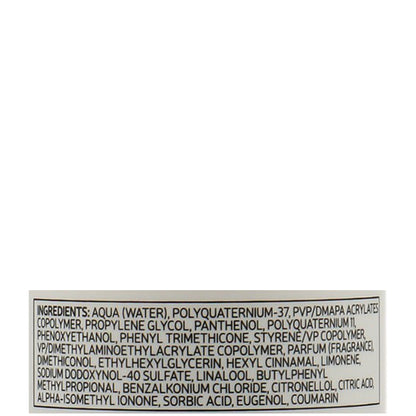 INGREDIENTS: AQUA (WATER), POLYQUATERNIUM-37, PVP/DMAPA ACRYLATES
COPOLYMER, PROPYLENE GLYCOL, PANTHENOL, POLYQUATERNIUM 11,
PHENOXYETHANOL, PHENYL TRIMETHICONE, STYRENE/VP COPOLYMER,
VP/DIMETHYLAMINOETHYLACRYLATE COPOLYMER, PARFUM (FRAGRANCE),
DIMETHICONOL, ETHYLHEXYLGLYCERIN, HEXYL CINNAMAL, LIMONENE,
SODIUM DIDODOXYNOL-40 SULFATE, LINALOOL, BUTYLPHENYL
METHYLPROPIONAL, BENZALKONIUM CHLORIDE, CITRONELLOL, CITRIC ACID,
ALPHA-ISOMETHYL IONONE, SORBIC ACID, EUGENOL, COUMARIN